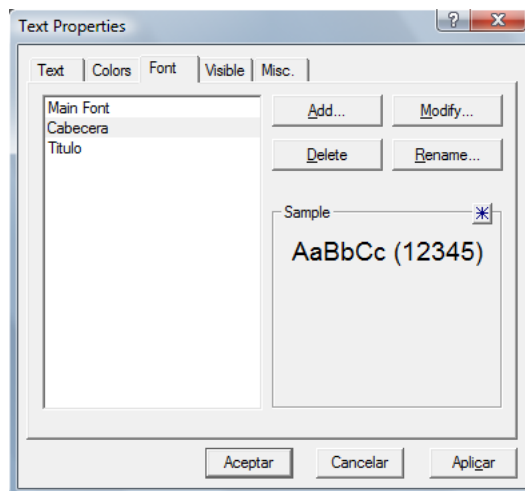 Text Properties
Text Colors Font Visible Misc.
Main Font
Cabecera
Titulo
Add... Modify...
Delete Rename...
Sample
AaBbCc (12345)
Aceptar Cancelar Aplicar